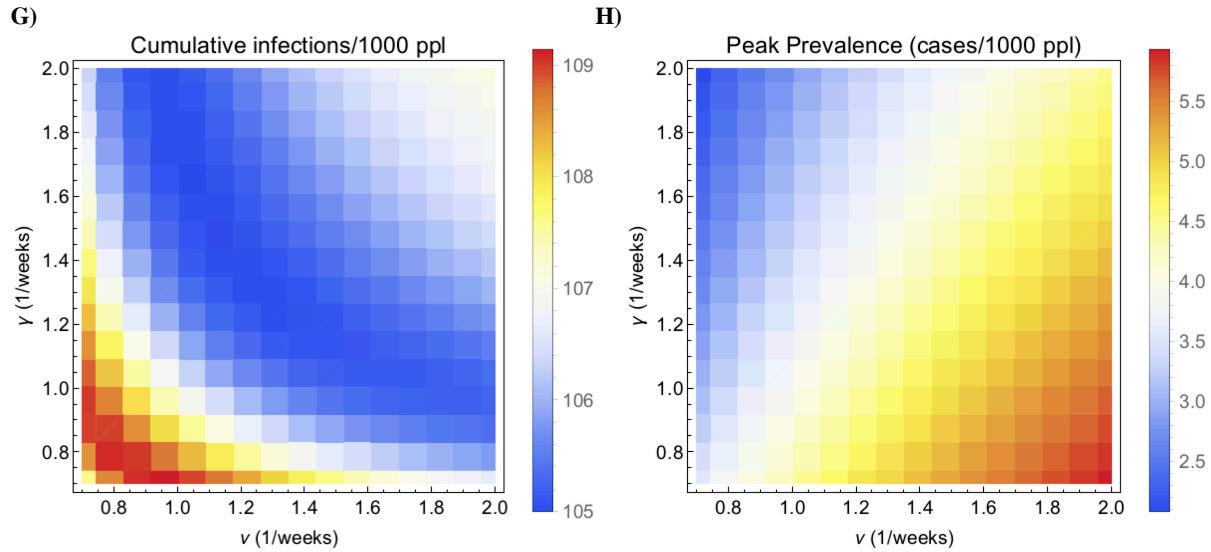 G)
Cumulative infections/1000 ppl
2.0
1.8
1.6
1.4
1.2
1.0
0.8
γ (1/weeks)
0.8 1.0 1.2 1.4 1.6 1.8 2.0
ν (1/weeks)
109
108
107
106
105
H)
Peak Prevalence (cases/1000 ppl)
2.0
1.8
1.6
1.4
1.2
1.0
0.8
γ (1/weeks)
0.8 1.0 1.2 1.4 1.6 1.8 2.0
ν (1/weeks)
5.5
5.0
4.5
4.0
3.5
3.0
2.5